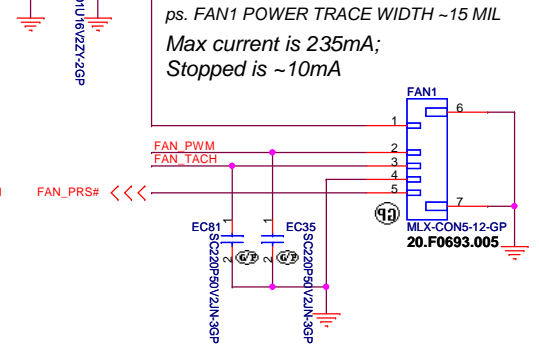 ps. FAN1 POWER TRACE WIDTH ~15 MIL
Max current is 235mA;
Stopped is ~10mA
1U16V2ZY-2GP
FAN1
1
6
FAN_PWM
2
FAN_TACH
3
4
FAN_PRS#
5
7
MLX-CON5-12-GP
20.F0693.005
EC81
1
2
SC220P50V2JN-3GP
EC35
1
2
SC220P50V2JN-3GP